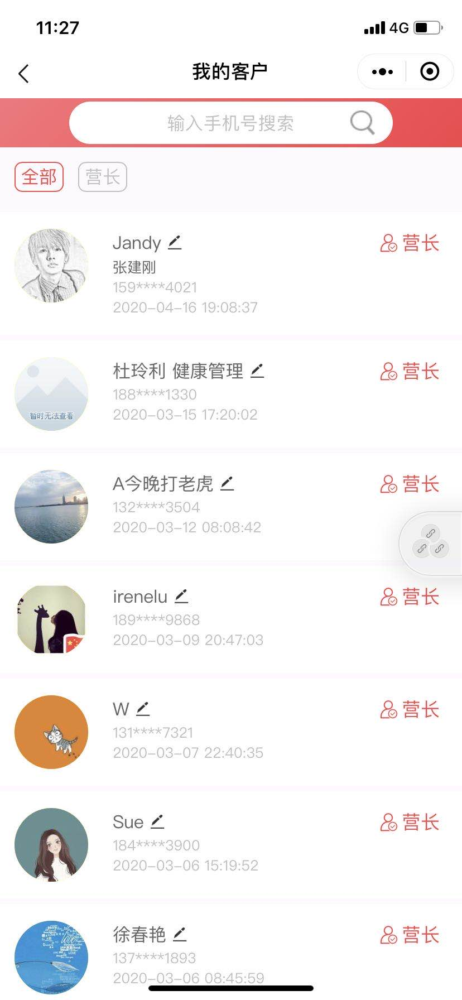 11:27
4G
我的客户
输入手机号搜索
全部 营长
Jandy
营长
张建刚
159****4021
2020-04-16 19:08:37
杜玲利 健康管理
营长
188****1330
2020-03-15 17:20:02
暂时无法查看
A今晚打老虎
营长
132****3504
2020-03-12 08:08:42
irenelu
营长
189****9868
2020-03-09 20:47:03
W
营长
131****7321
2020-03-07 22:40:35
Sue
营长
184****3900
2020-03-06 15:19:52
徐春艳
营长
137****1893
2020-03-06 08:45:59